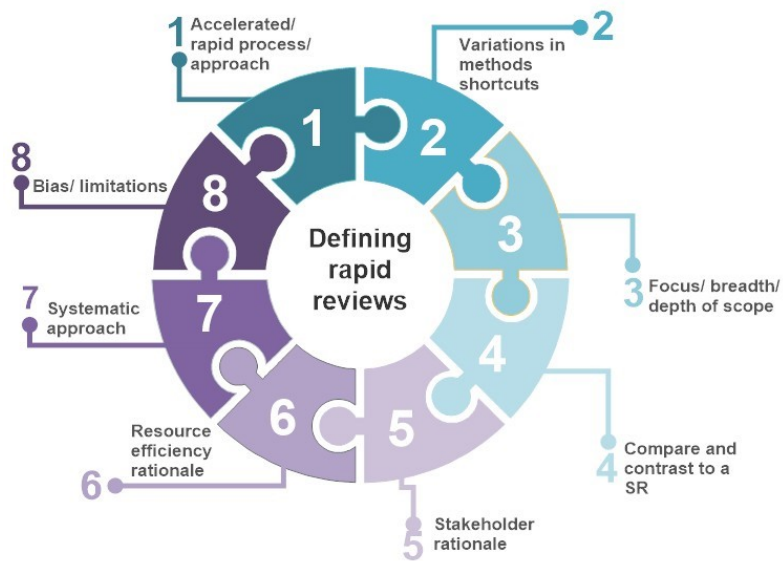 1
Accelerated/
rapid process/
approach
2
Variations in
methods
shortcuts
3
Focus/ breadth/
depth of scope
4
Compare and
contrast to a
SR
5
Stakeholder
rationale
6
Resource
efficiency
rationale
7
Systematic
approach
8
Bias/ limitations
1
2
3
4
5
6
7
8
Defining
rapid
reviews